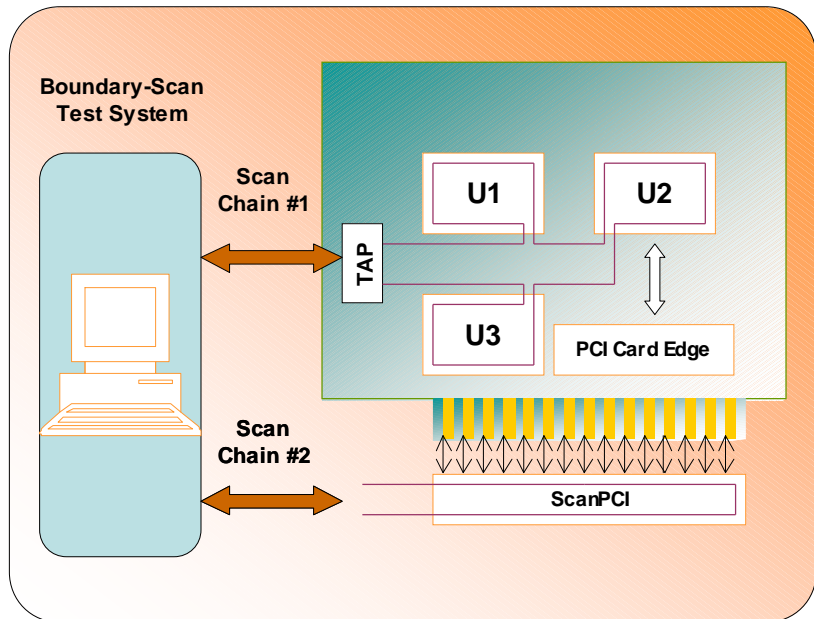 Boundary-Scan
Test System
Scan
Chain #1
TAP
U1
U2
U3
PCI Card Edge
Scan
Chain #2
ScanPCI